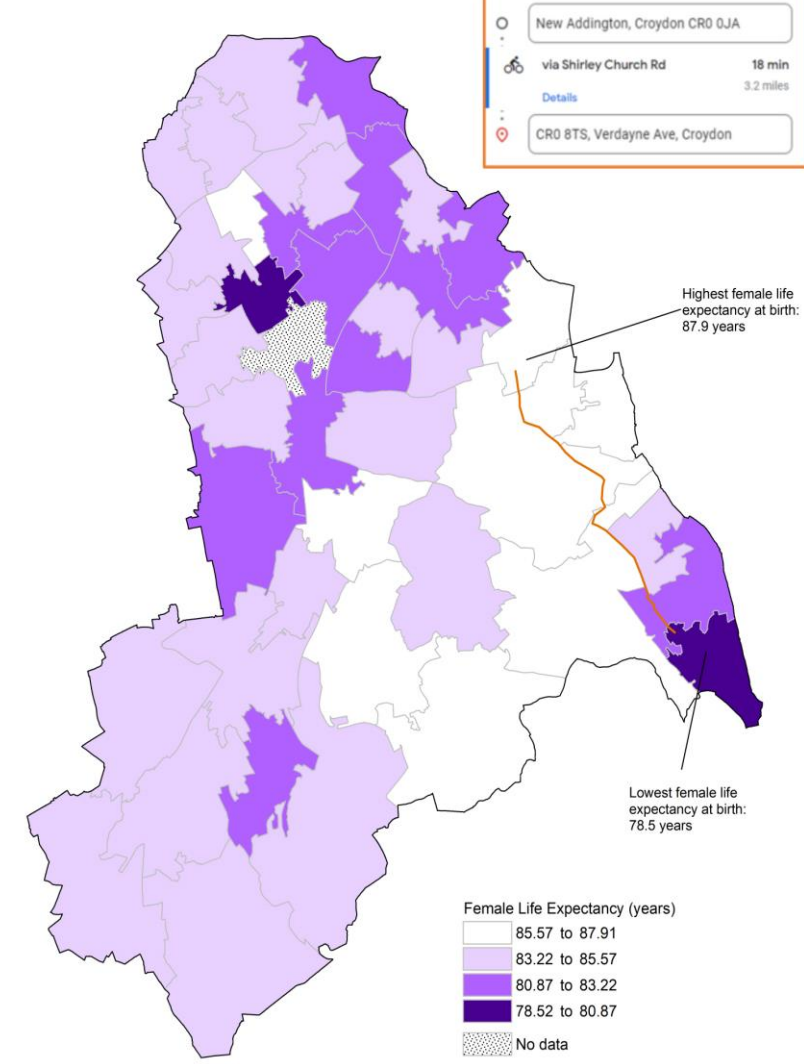 New Addington, Croydon CR0 0JA
via Shirley Church Rd 18 min
3.2 miles
Details
CR0 8TS, Verdayne Ave, Croydon
Highest female life
expectancy at birth:
87.9 years
Lowest female life
expectancy at birth:
78.5 years
Female Life Expectancy (years)
85.57 to 87.91
83.22 to 85.57
80.87 to 83.22
78.52 to 80.87
No data